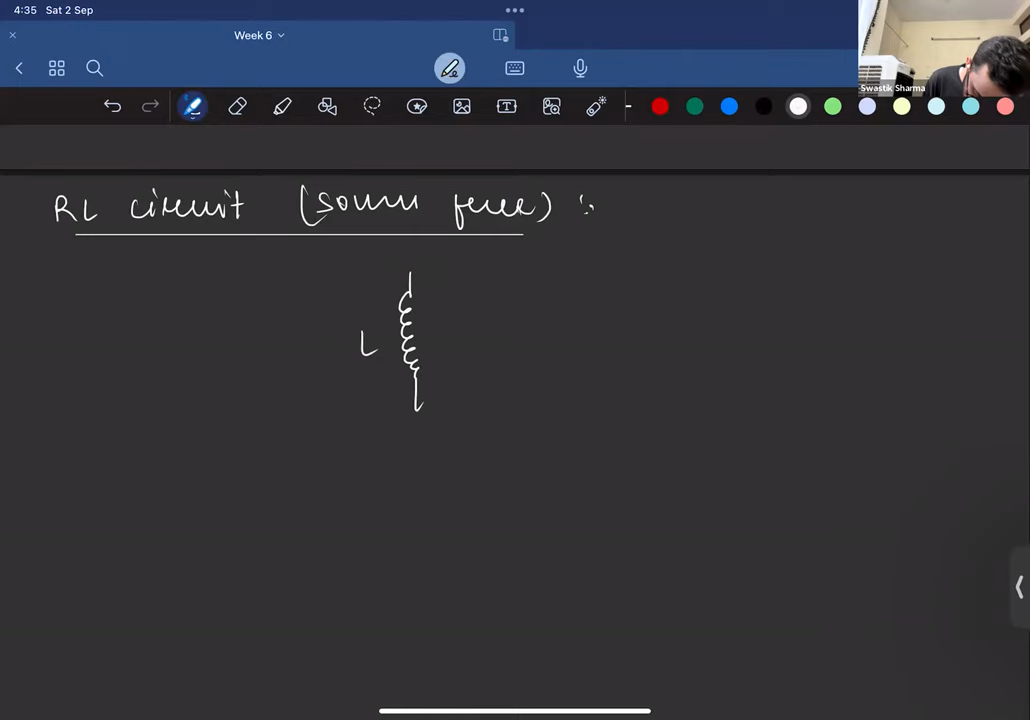 4:35 Sat 2 Sep
Week 6
Swastik Sharma
RL circuit (source free) :
L